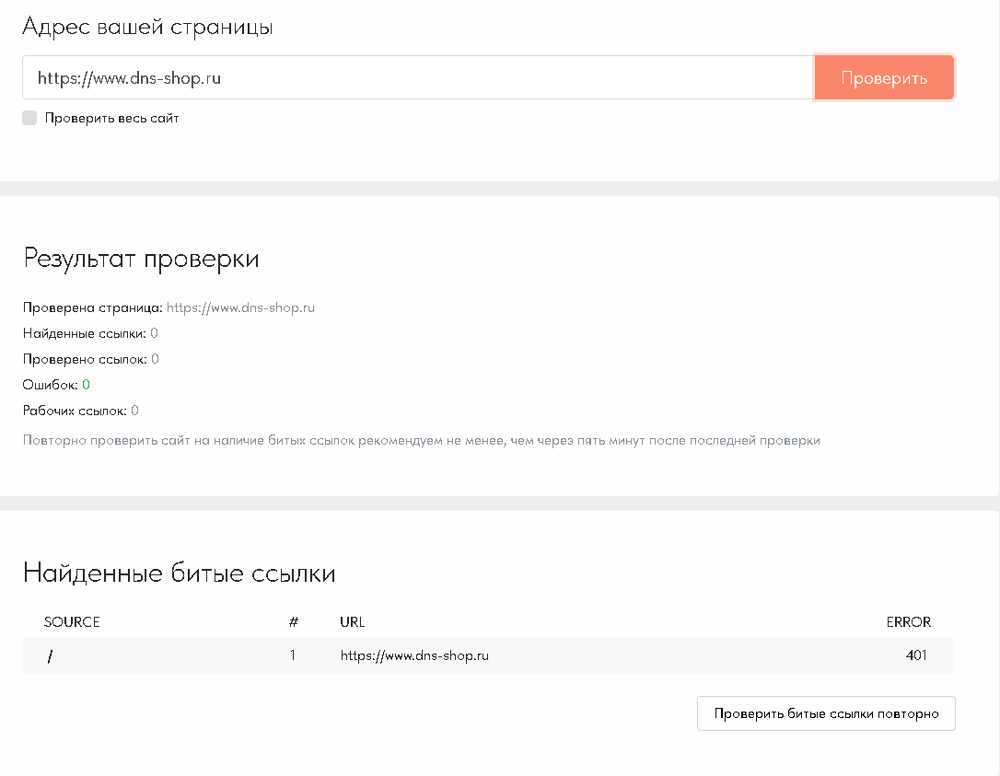 Адрес вашей страницы
https://www.dns-shop.ru
Проверить
Проверить весь сайт
Результат проверки
Проверена страница: https://www.dns-shop.ru
Найденные ссылки: 0
Проверено ссылок: 0
Ошибок: 0
Рабочих ссылок: 0
Повторно проверить сайт на наличие битых ссылок рекомендуем не менее, чем через пять минут после последней проверки
Найденные битые ссылки
SOURCE # URL ERROR
/ 1 https://www.dns-shop.ru 401
Проверить битые ссылки повторно